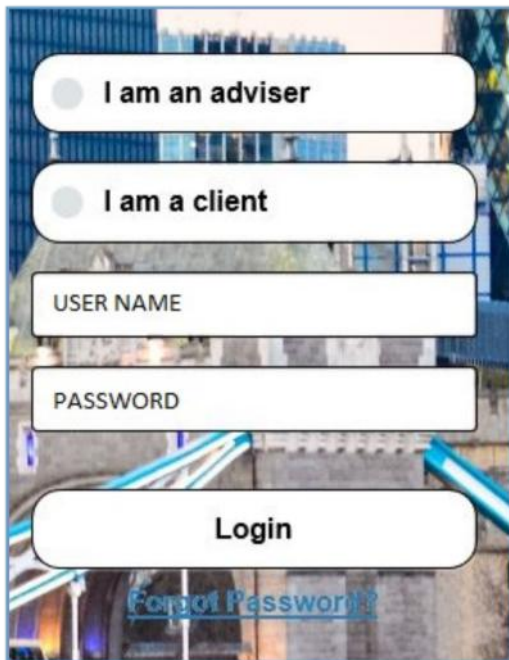 I am an adviser
I am a client
USER NAME
PASSWORD
Login
Forgot Password?